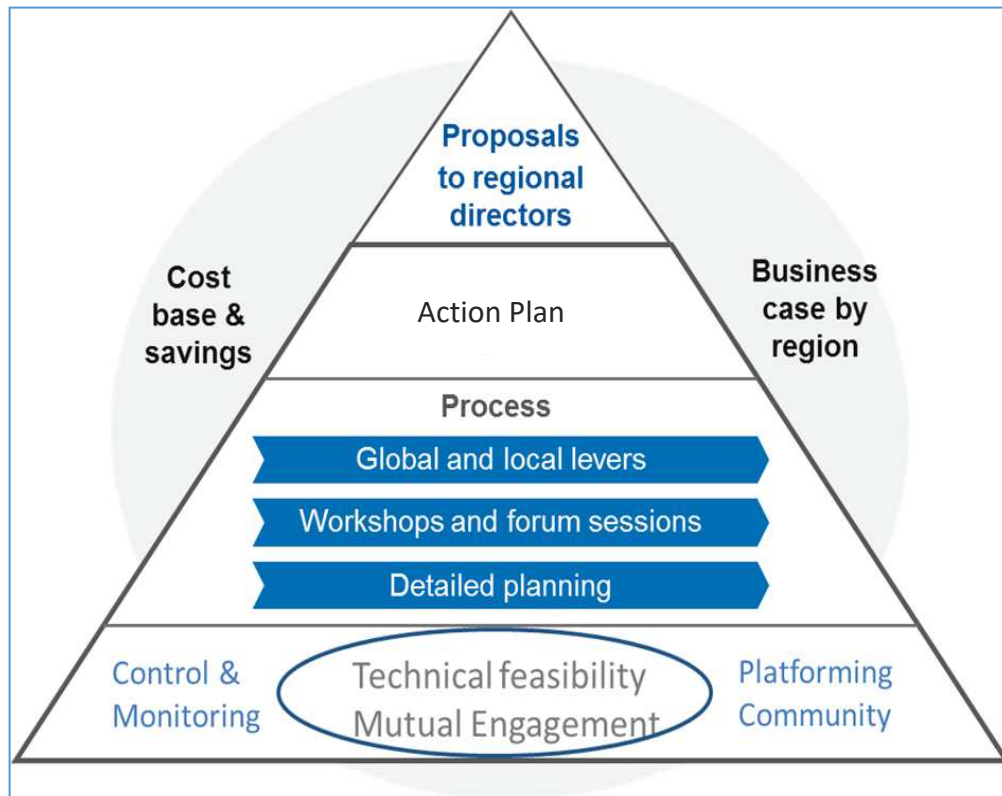 Proposals
to regional
directors
Cost
base &
savings
Action Plan
Business
case by
region
Process
Global and local levers
Workshops and forum sessions
Detailed planning
Control &
Monitoring
Technical feasibility
Mutual Engagement
Platforming
Community